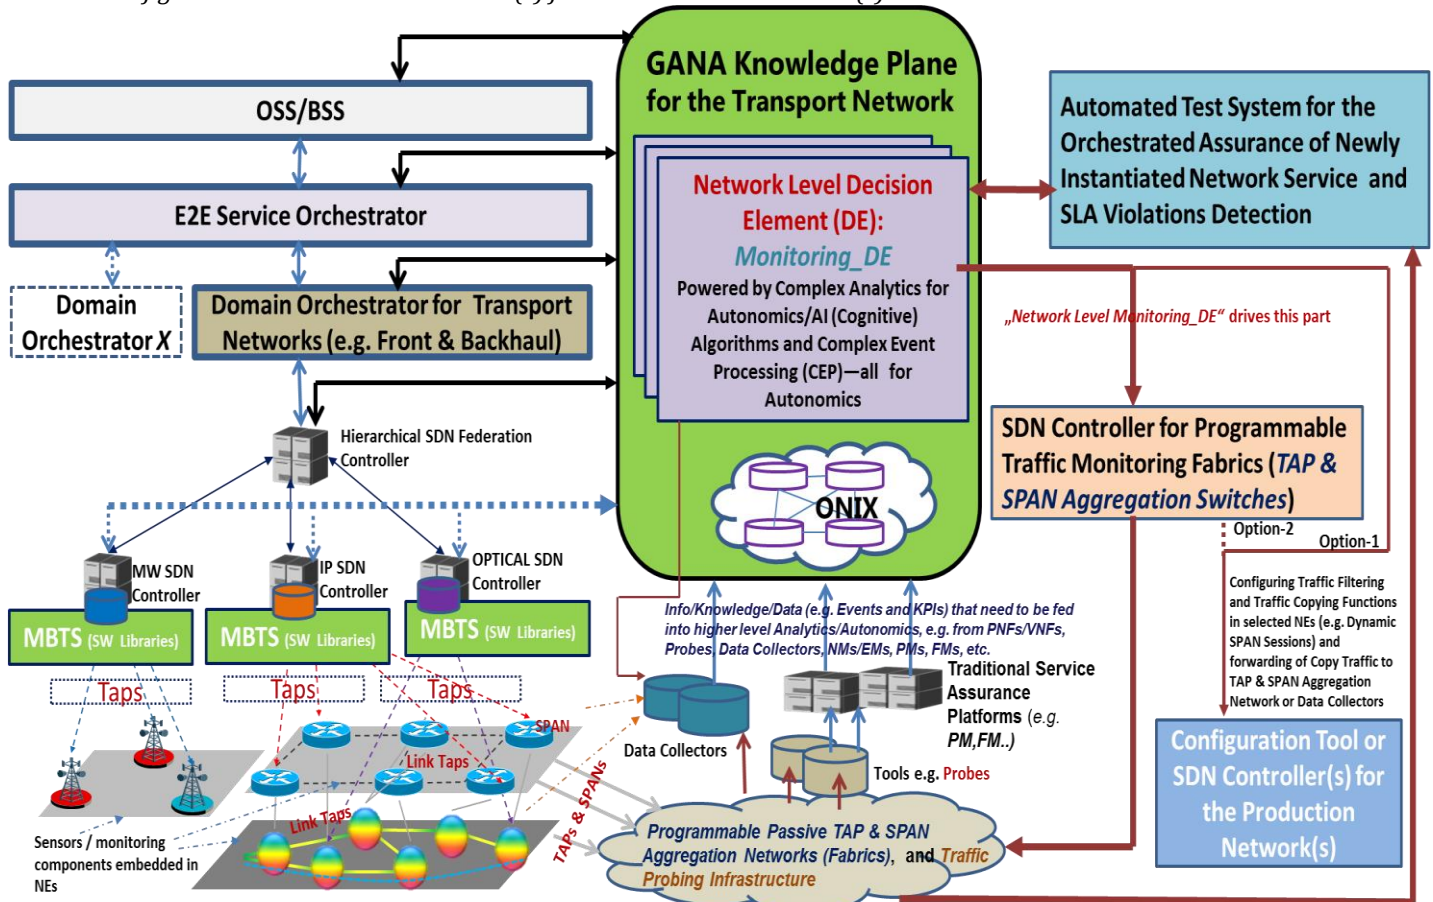 GANA Knowledge Plane
for the Transport Network
OSS/BSS
E2E Service Orchestrator
Domain
Orchestrator X
Domain Orchestrator for Transport
Networks (e.g. Front & Backhaul)
Network Level Decision
Element (DE):
Monitoring_DE
Powered by Complex Analytics for
Autonomics/AI (Cognitive)
Algorithms and Complex Event
Processing (CEP)—all for
Autonomics
Automated Test System for the
Orchestrated Assurance of Newly
Instantiated Network Service and
SLA Violations Detection
„Network Level Monitoring_DE“ drives this part
SDN Controller for Programmable
Traffic Monitoring Fabrics (TAP &
SPAN Aggregation Switches)
Option-2
Option-1
Hierarchical SDN Federation
Controller
ONIX
MW SDN
Controller
IP SDN
Controller
OPTICAL SDN
Controller
MBTS (SW Libraries)
MBTS (SW Libraries)
MBTS (SW Libraries)
Taps
Taps
Taps
Info/Knowledge/Data (e.g. Events and KPIs) that need to be fed
into higher level Analytics/Autonomics, e.g. from PNFs/VNFs,
Probes, Data Collectors, NMs/EMs, PMs, FMs, etc.
Configuring Traffic Filtering
and Traffic Copying Functions
in selected NEs (e.g. Dynamic
SPAN Sessions) and
forwarding of Copy Traffic to
TAP & SPAN Aggregation
Network or Data Collectors
Traditional Service
Assurance
Platforms (e.g.
PM,FM..)
Data Collectors
Tools e.g. Probes
SPAN
Link Taps
Link Taps
TAPs & SPANs
Sensors / monitoring
components embedded in
NEs
Programmable Passive TAP & SPAN
Aggregation Networks (Fabrics), and Traffic
Probing Infrastructure
Configuration Tool or
SDN Controller(s) for
the Production
Network(s)